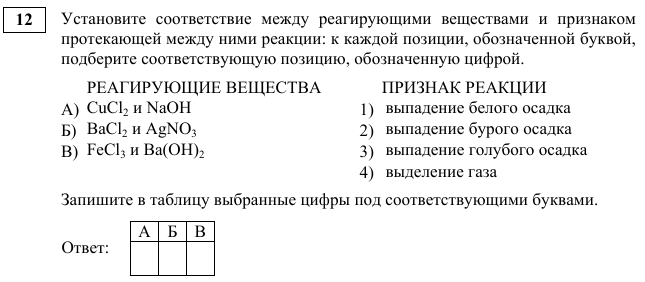 12 Установите соответствие между реагирующими веществами и признаком
протекающей между ними реакции: к каждой позиции, обозначенной буквой,
подберите соответствующую позицию, обозначенную цифрой.
РЕАГИРУЮЩИЕ ВЕЩЕСТВА ПРИЗНАК РЕАКЦИИ
А) CuCl₂ и NaOH 1) выпадение белого осадка
Б) BaCl₂ и AgNO₃ 2) выпадение бурого осадка
В) FeCl₃ и Ba(OH)₂ 3) выпадение голубого осадка
4) выделение газа
Запишите в таблицу выбранные цифры под соответствующими буквами.
А Б В
Ответ: